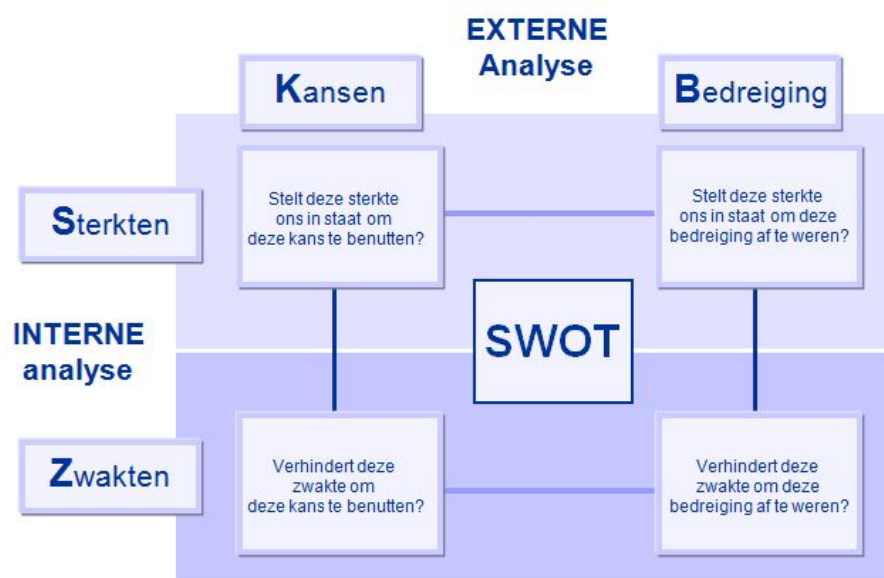 EXTERNE
Analyse
Kansen
Bedreiging
Sterkten
Stelt deze sterkte
ons in staat om
deze kans te benutten?
Stelt deze sterkte
ons in staat om deze
bedreiging af te weren?
SWOT
INTERNE
analyse
Zwakten
Verhindert deze
zwakte om
deze kans te benutten?
Verhindert deze
zwakte om deze
bedreiging af te weren?